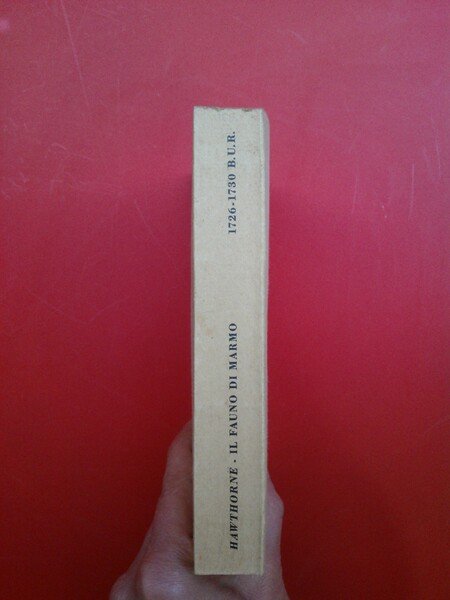 HAWTHORNE - IL FAUNO DI MARMO
1726-1730 B.U.R.